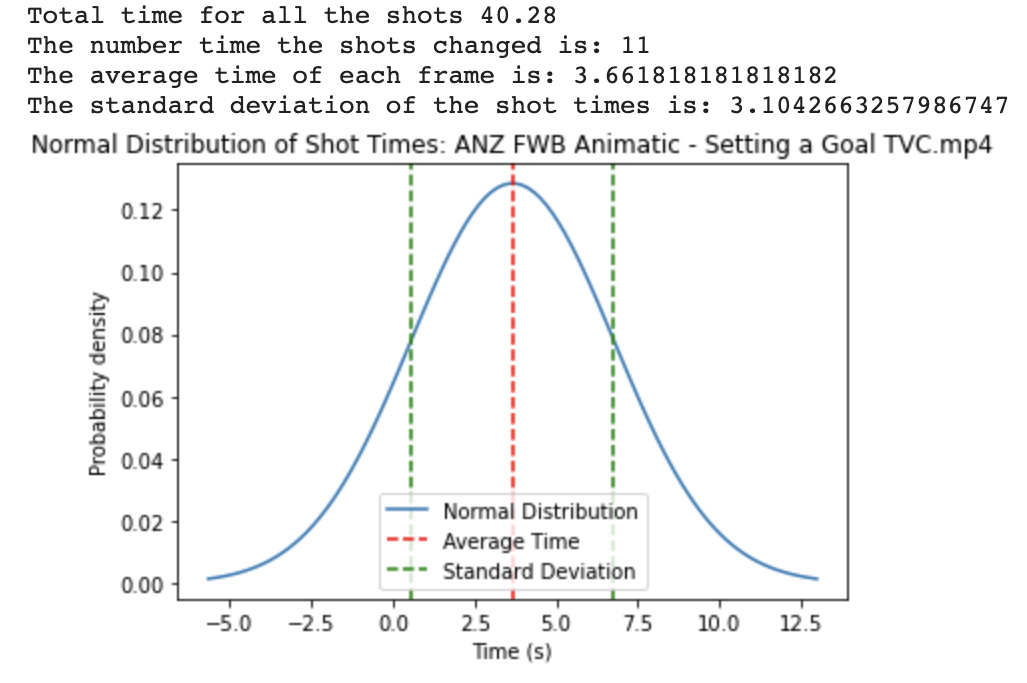 Total time for all the shots 40.28
The number time the shots changed is: 11
The average time of each frame is: 3.661818181818182
The standard deviation of the shot times is: 3.1042663257986747
Normal Distribution of Shot Times: ANZ FWB Animatic - Setting a Goal TVC.mp4
0.12
0.10
0.08
0.06
0.04
0.02
0.00
Probability density
Normal Distribution
Average Time
Standard Deviation
−5.0 −2.5 0.0 2.5 5.0 7.5 10.0 12.5
Time (s)